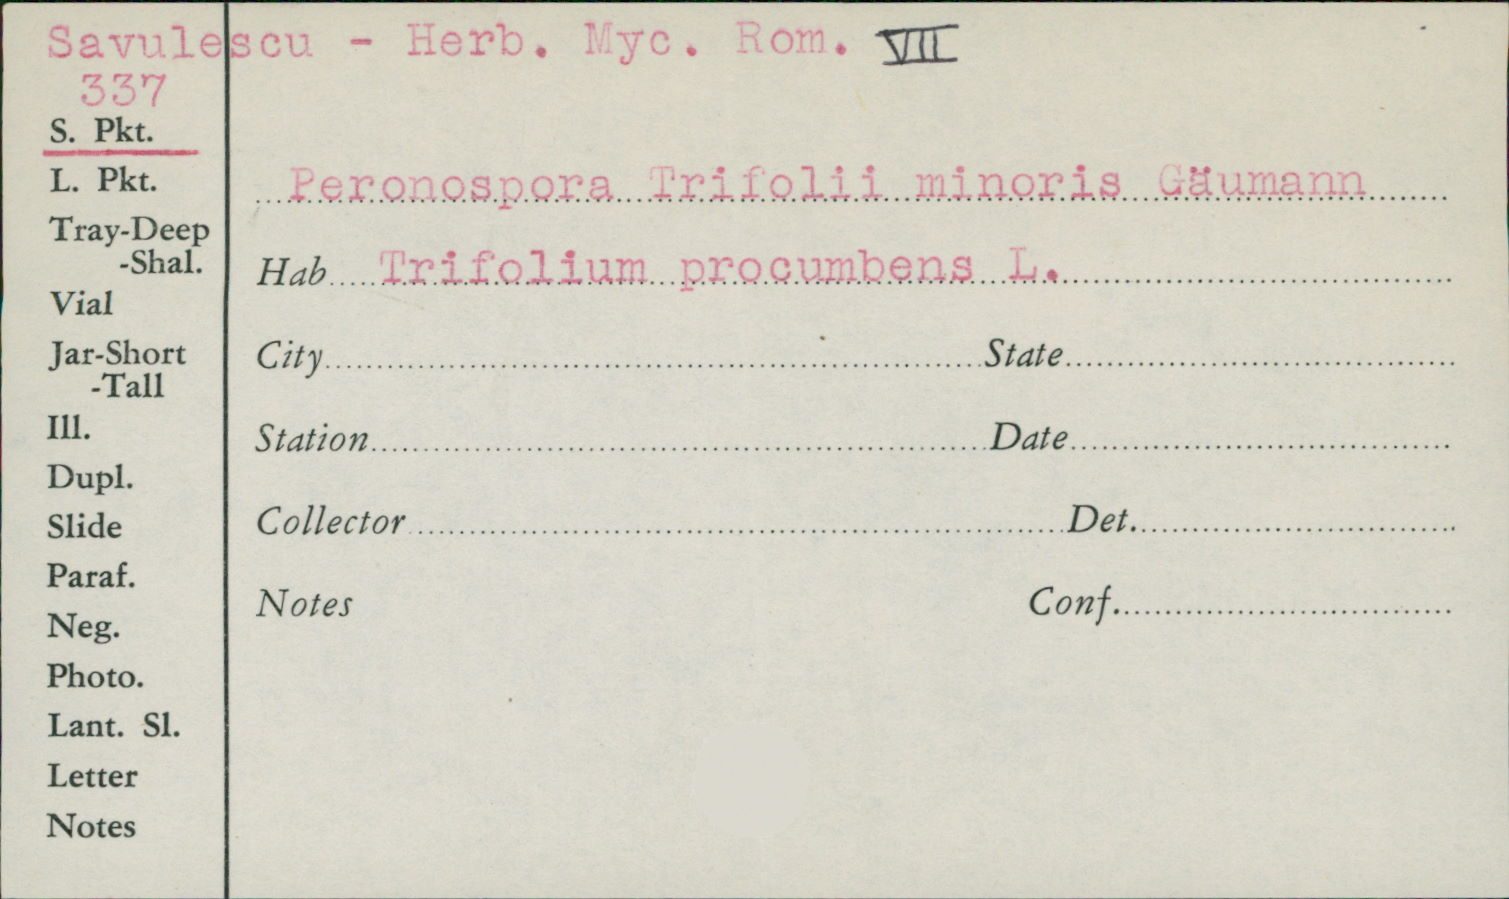 Savulescu - Herb. Myc. Rom. VII
337
S. Pkt.
L. Pkt.
Peronospora Trifolii minoris Gäumann
Tray-Deep
-Shal.
Hab Trifolium procumbens L.
Vial
Jar-Short
-Tall
City State
Ill.
Station Date
Dupl.
Slide
Collector Det.
Paraf.
Notes Conf.
Neg.
Photo.
Lant. Sl.
Letter
Notes